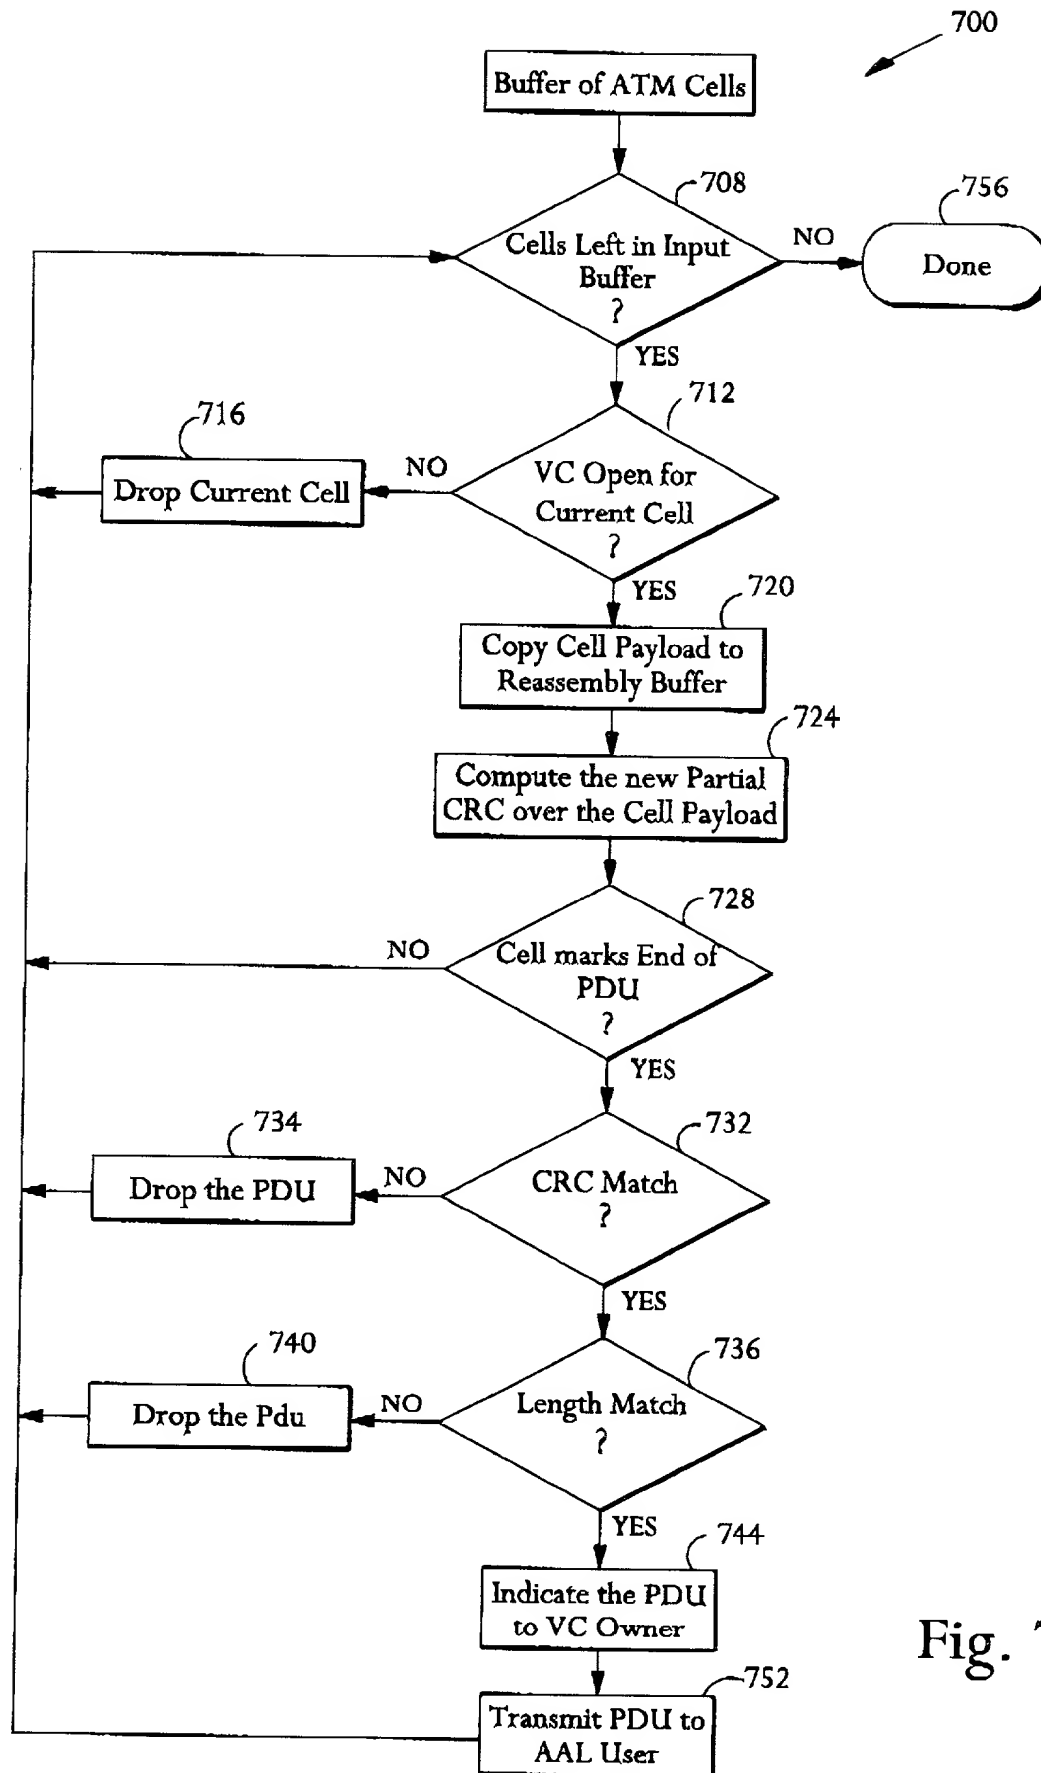 700
Buffer of ATM Cells
708
756
Cells Left in Input
Buffer
?
NO
Done
YES
712
716
NO
Drop Current Cell
VC Open for
Current Cell
?
YES
720
Copy Cell Payload to
Reassembly Buffer
724
Compute the new Partial
CRC over the Cell Payload
728
NO
Cell marks End of
PDU
?
YES
734
732
Drop the PDU
NO
CRC Match
?
YES
740
736
Drop the Pdu
NO
Length Match
?
YES
744
Indicate the PDU
to VC Owner
Fig.
752
Transmit PDU to
AAL User